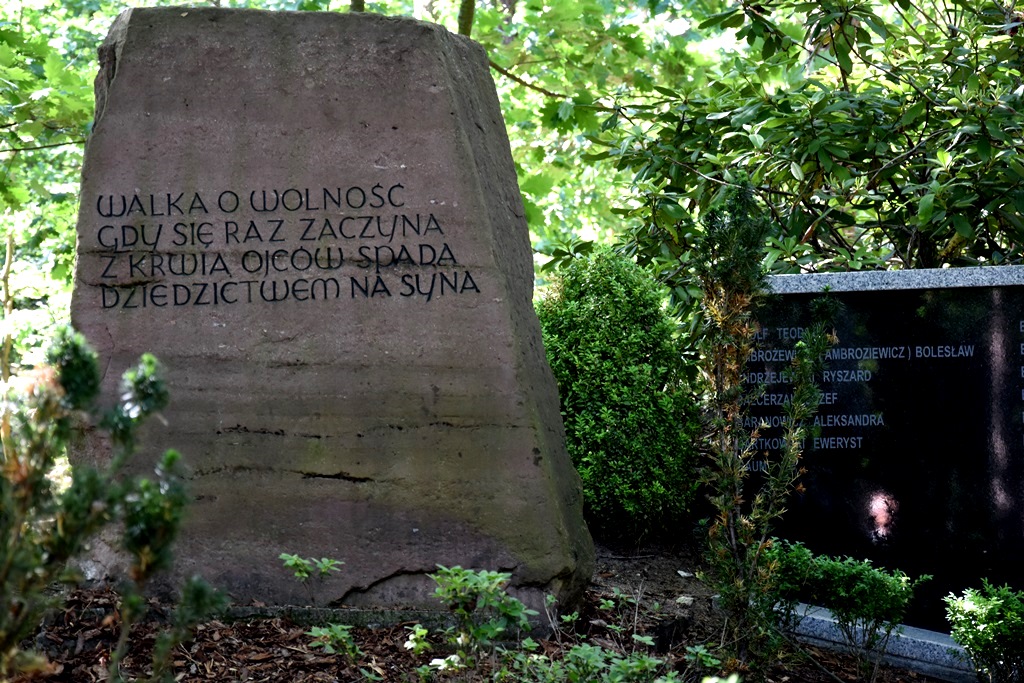 WALKA O WOLNOŚĆ
GDY SIĘ RAZ ZACZYNA
Z KRWIĄ OJCÓW SPADA
DZIEDZICTWEM NA SYNA
( AMBROZIEWICZ ) BOLESŁAW
RYSZARD
ALEKSANDRA
EWERYST